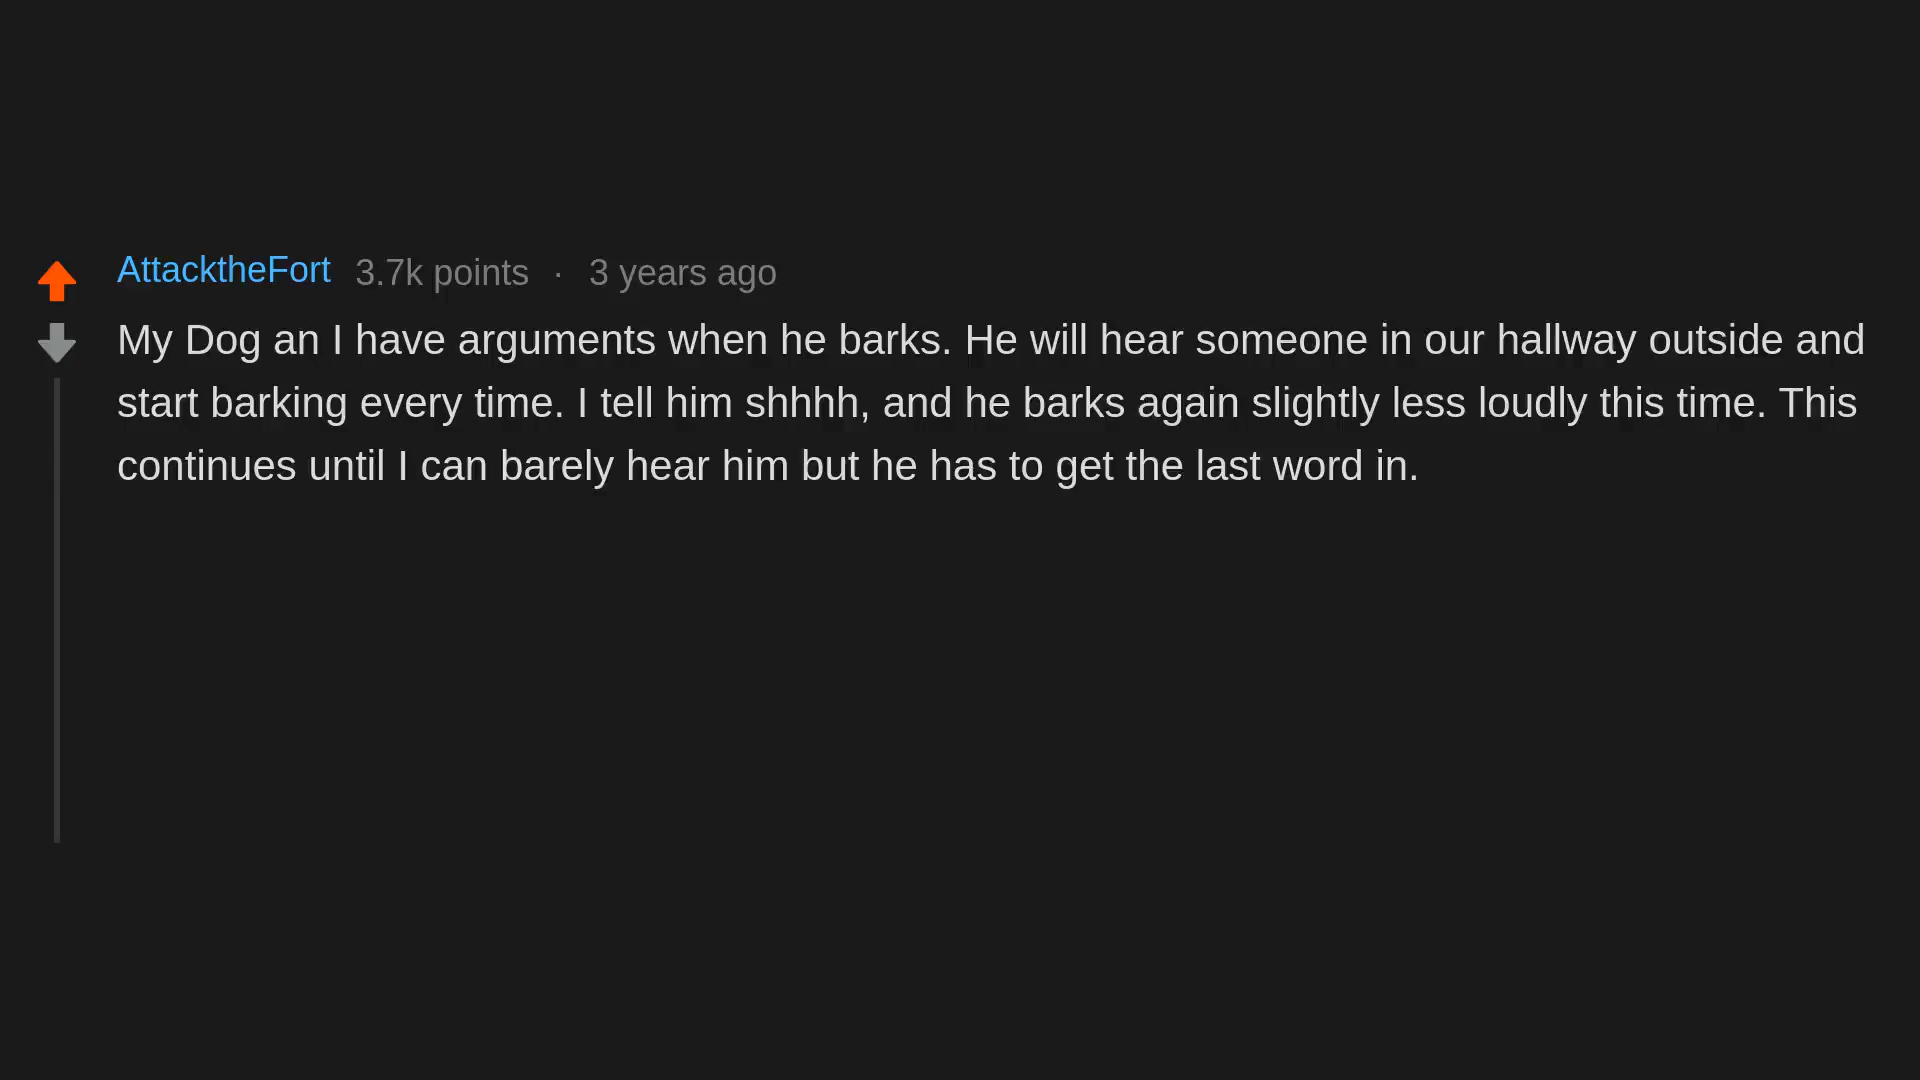 AttacktheFort 3.7k points · 3 years ago
My Dog an I have arguments when he barks. He will hear someone in our hallway outside and
start barking every time. I tell him shhhh, and he barks again slightly less loudly this time. This
continues until I can barely hear him but he has to get the last word in.